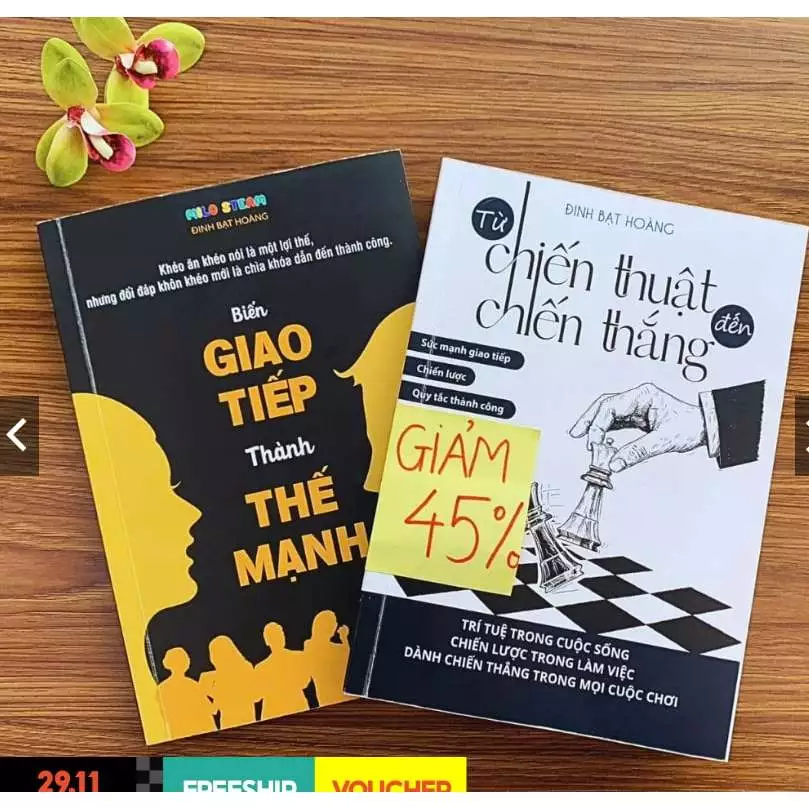 MILO STEAM
ĐINH BẠT HOÀNG
Khéo ăn khéo nói là một lợi thế,
nhưng đối đáp khôn khéo mới là chìa khóa dẫn đến thành công.
Biến
GIAO
TIẾP
Thành
THẾ
MẠNH
ĐINH BẠT HOÀNG
Từ
chiến thuật
đến
chiến thắng
Sức mạnh giao tiếp
Chiến lược
Quy tắc thành công
GIẢM
45%
TRÍ TUỆ TRONG CUỘC SỐNG
CHIẾN LƯỢC TRONG LÀM VIỆC
DÀNH CHIẾN THẮNG TRONG MỌI CUỘC CHƠI
29.11
FREESHIP
VOUCHER